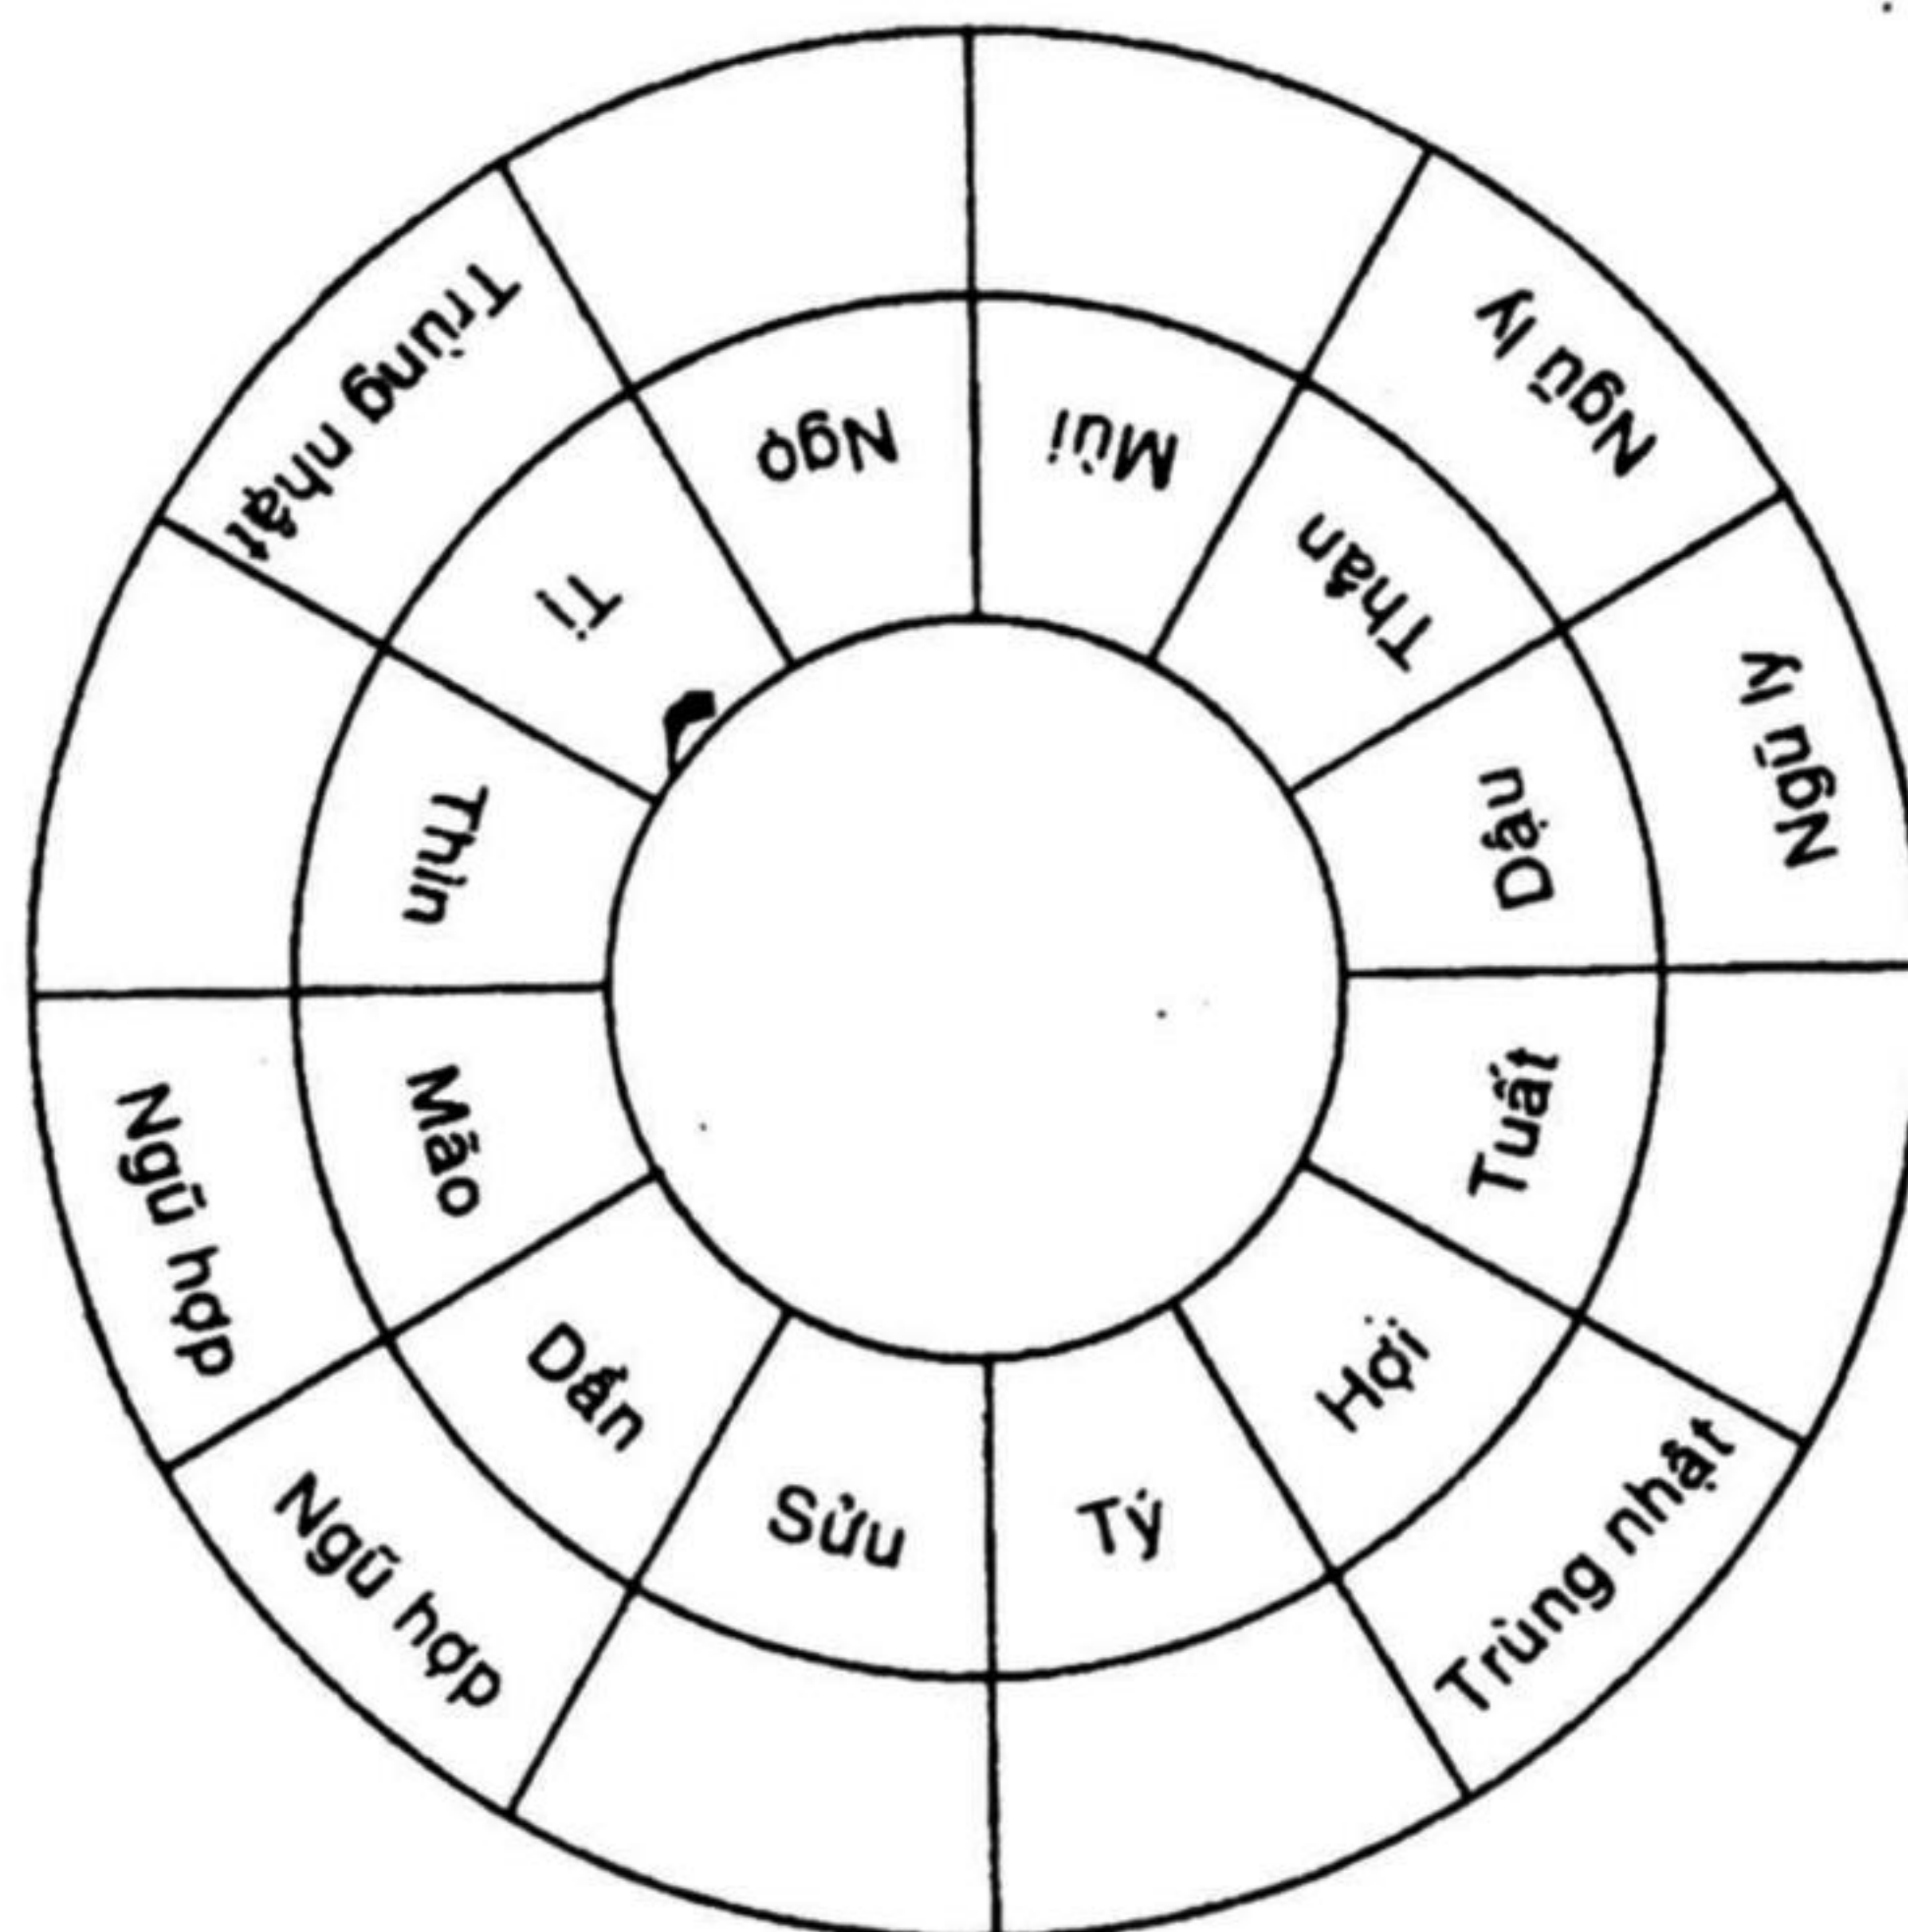 Tý
Sửu
Dần
Ngũ hợp
Mão
Ngũ hợp
Thìn
Tị
Trùng nhật
Ngọ
Mùi
Thân
Ngũ ly
Dậu
Ngũ ly
Tuất
Hợi
Trùng nhật